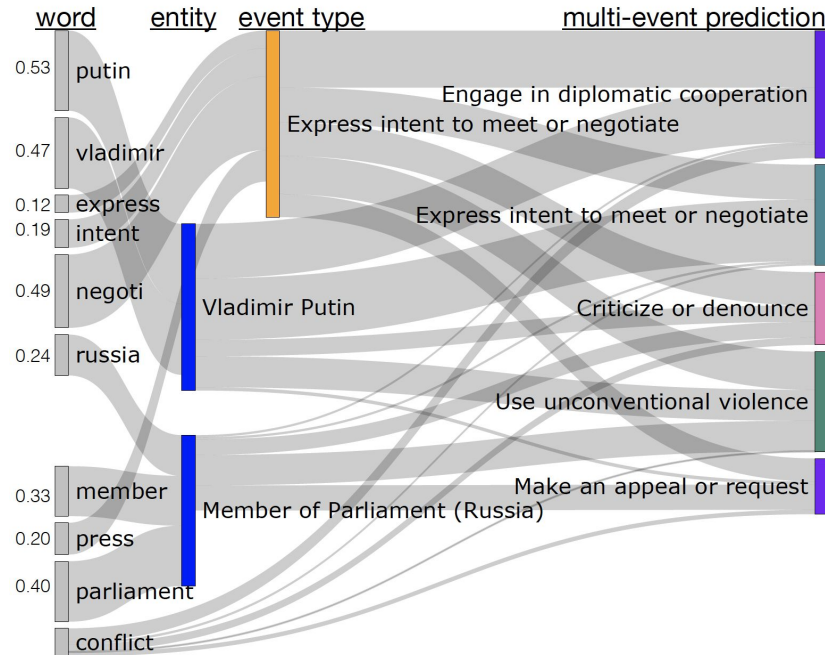 word entity event type multi-event prediction
0.53 putin
Engage in diplomatic cooperation
Express intent to meet or negotiate
0.47 vladimir
0.12 express
Express intent to meet or negotiate
0.19 intent
0.49 negoti
Vladimir Putin
Criticize or denounce
0.24 russia
Use unconventional violence
0.33 member
Make an appeal or request
Member of Parliament (Russia)
0.20 press
0.40 parliament
conflict